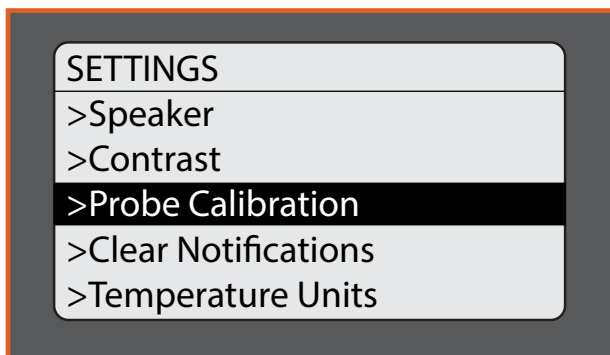 SETTINGS
>Speaker
>Contrast
>Probe Calibration
>Clear Notifications
>Temperature Units